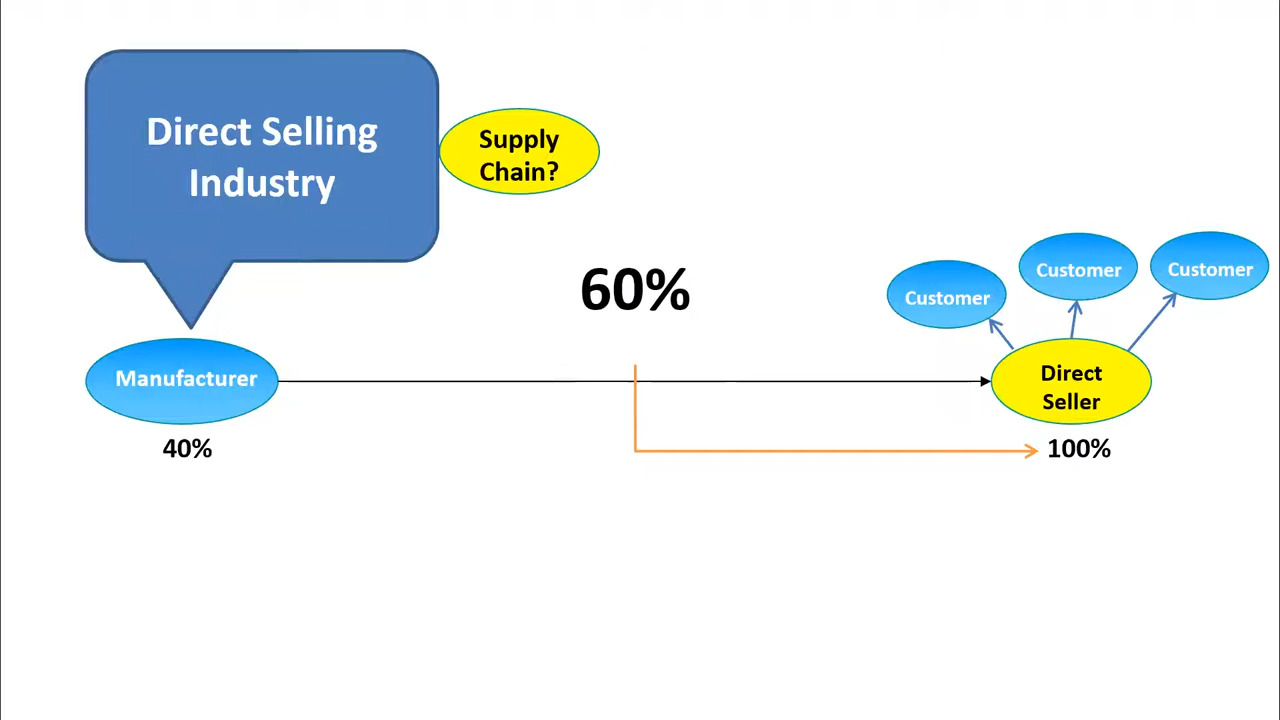 Direct Selling
Industry
Supply
Chain?
60%
Customer
Customer
Customer
Manufacturer
Direct
Seller
40%
100%